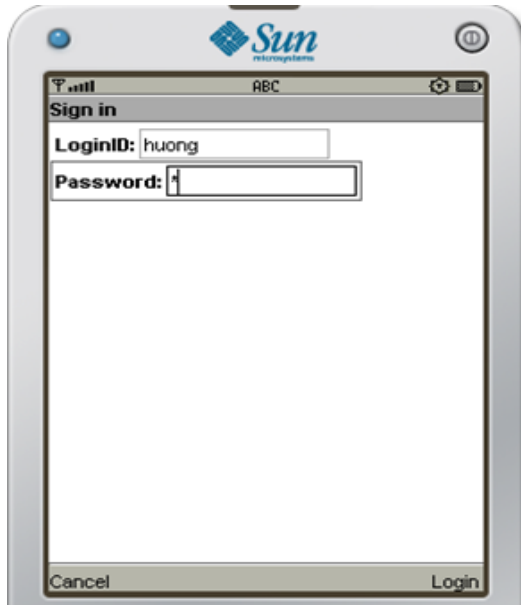 Sun
microsystems
ABC
Sign in
LoginID: huong
Password: *
Cancel Login